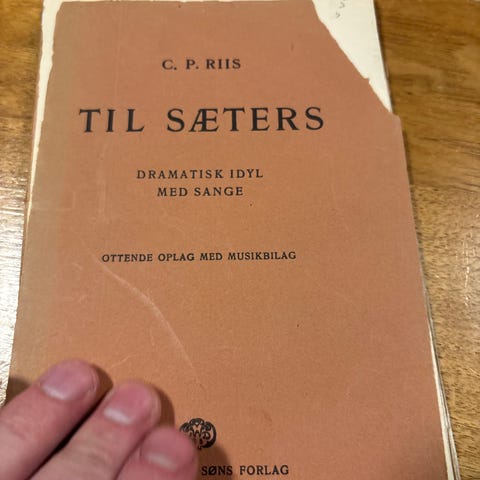 C. P. RIIS
TIL SÆTERS
DRAMATISK IDYL
MED SANGE
OTTENDE OPLAG MED MUSIKBILAG
SØNS FORLAG